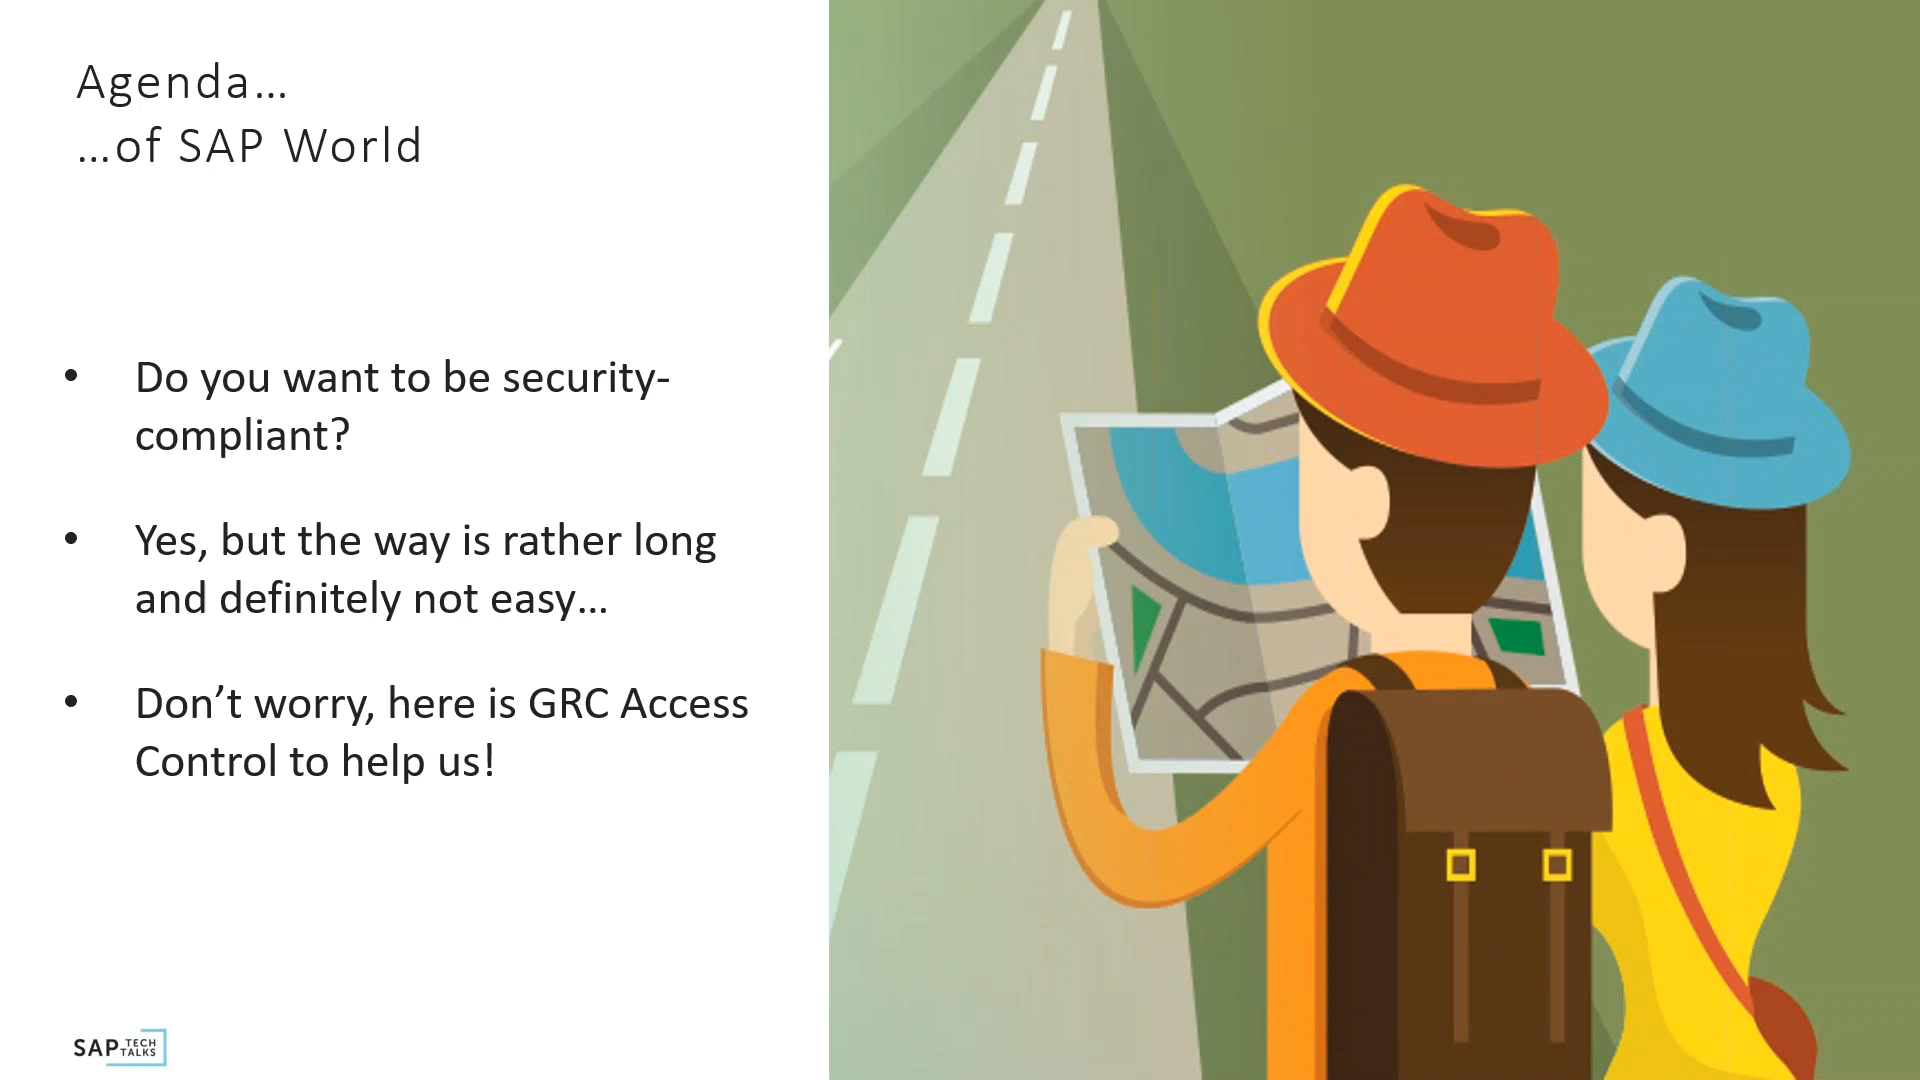 Agenda…
…of SAP World
• Do you want to be security-
compliant?
• Yes, but the way is rather long
and definitely not easy…
• Don’t worry, here is GRC Access
Control to help us!
SAP TECH
TALKS